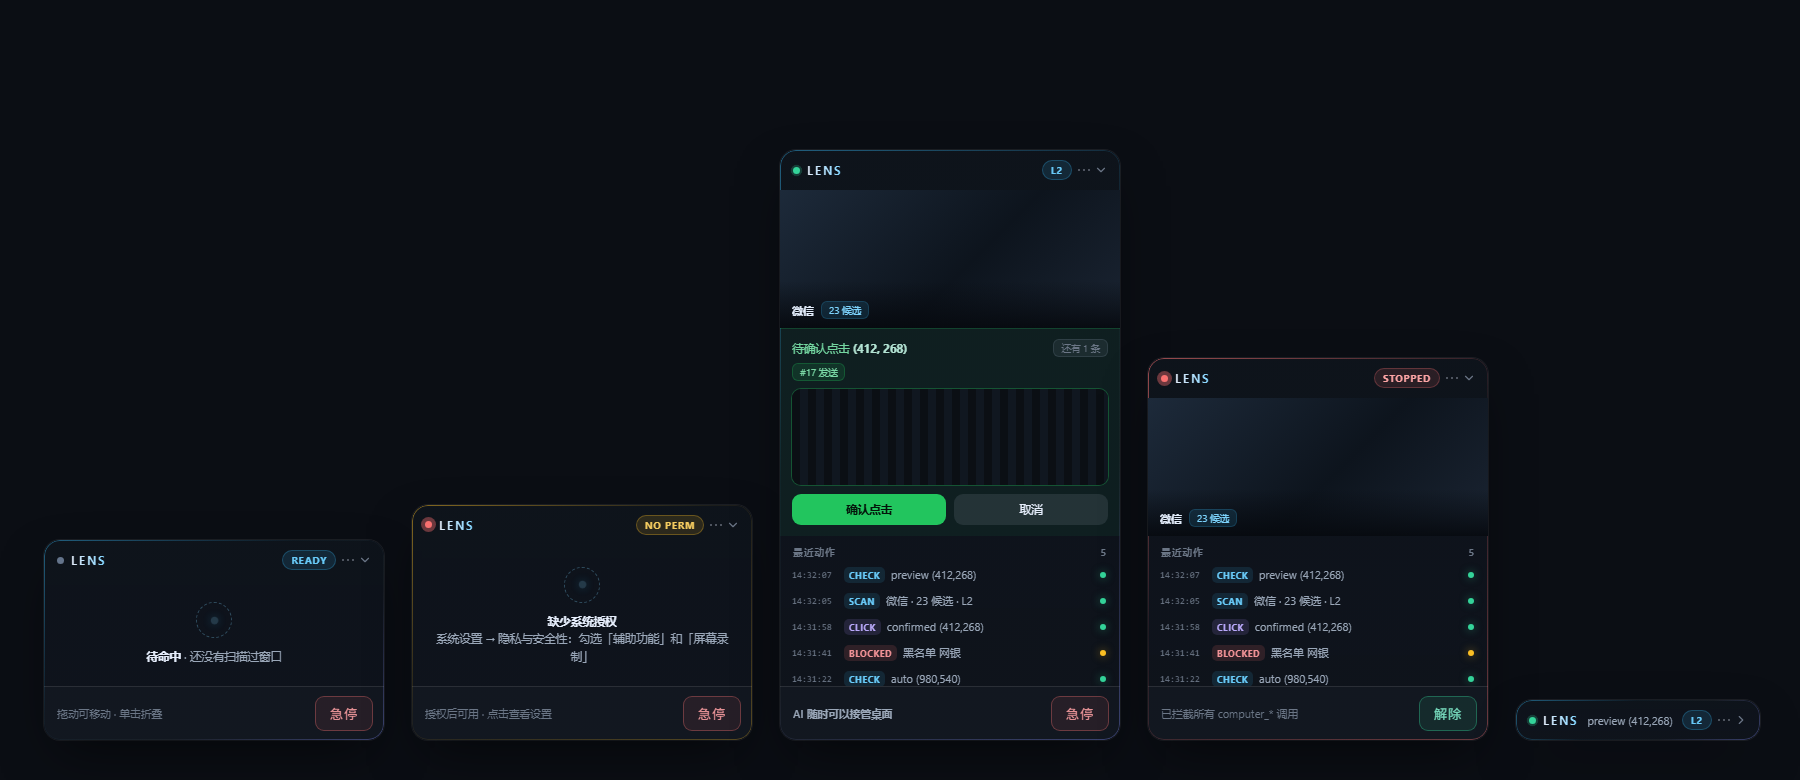 LENS READY ··· 
待命中 · 还没有扫描过窗口
拖动可移动 · 单击折叠 急停
LENS NO PERM ···
缺少系统授权
系统设置 → 隐私与安全性：勾选「辅助功能」和「屏幕录
制」
授权后可用 · 点击查看设置 急停
LENS L2 ···
微信 23 候选
待确认点击 (412, 268) 还有 1 条
#17 发送
确认点击 取消
最近动作 5
14:32:07 CHECK preview (412,268)
14:32:05 SCAN 微信 · 23 候选 · L2
14:31:58 CLICK confirmed (412,268)
14:31:41 BLOCKED 黑名单 网银
14:31:22 CHECK auto (980,540)
AI 随时可以接管桌面 急停
LENS STOPPED ···
微信 23 候选
最近动作 5
14:32:07 CHECK preview (412,268)
14:32:05 SCAN 微信 · 23 候选 · L2
14:31:58 CLICK confirmed (412,268)
14:31:41 BLOCKED 黑名单 网银
14:31:22 CHECK auto (980,540)
已拦截所有 computer_* 调用 解除
LENS preview (412,268) L2 ···